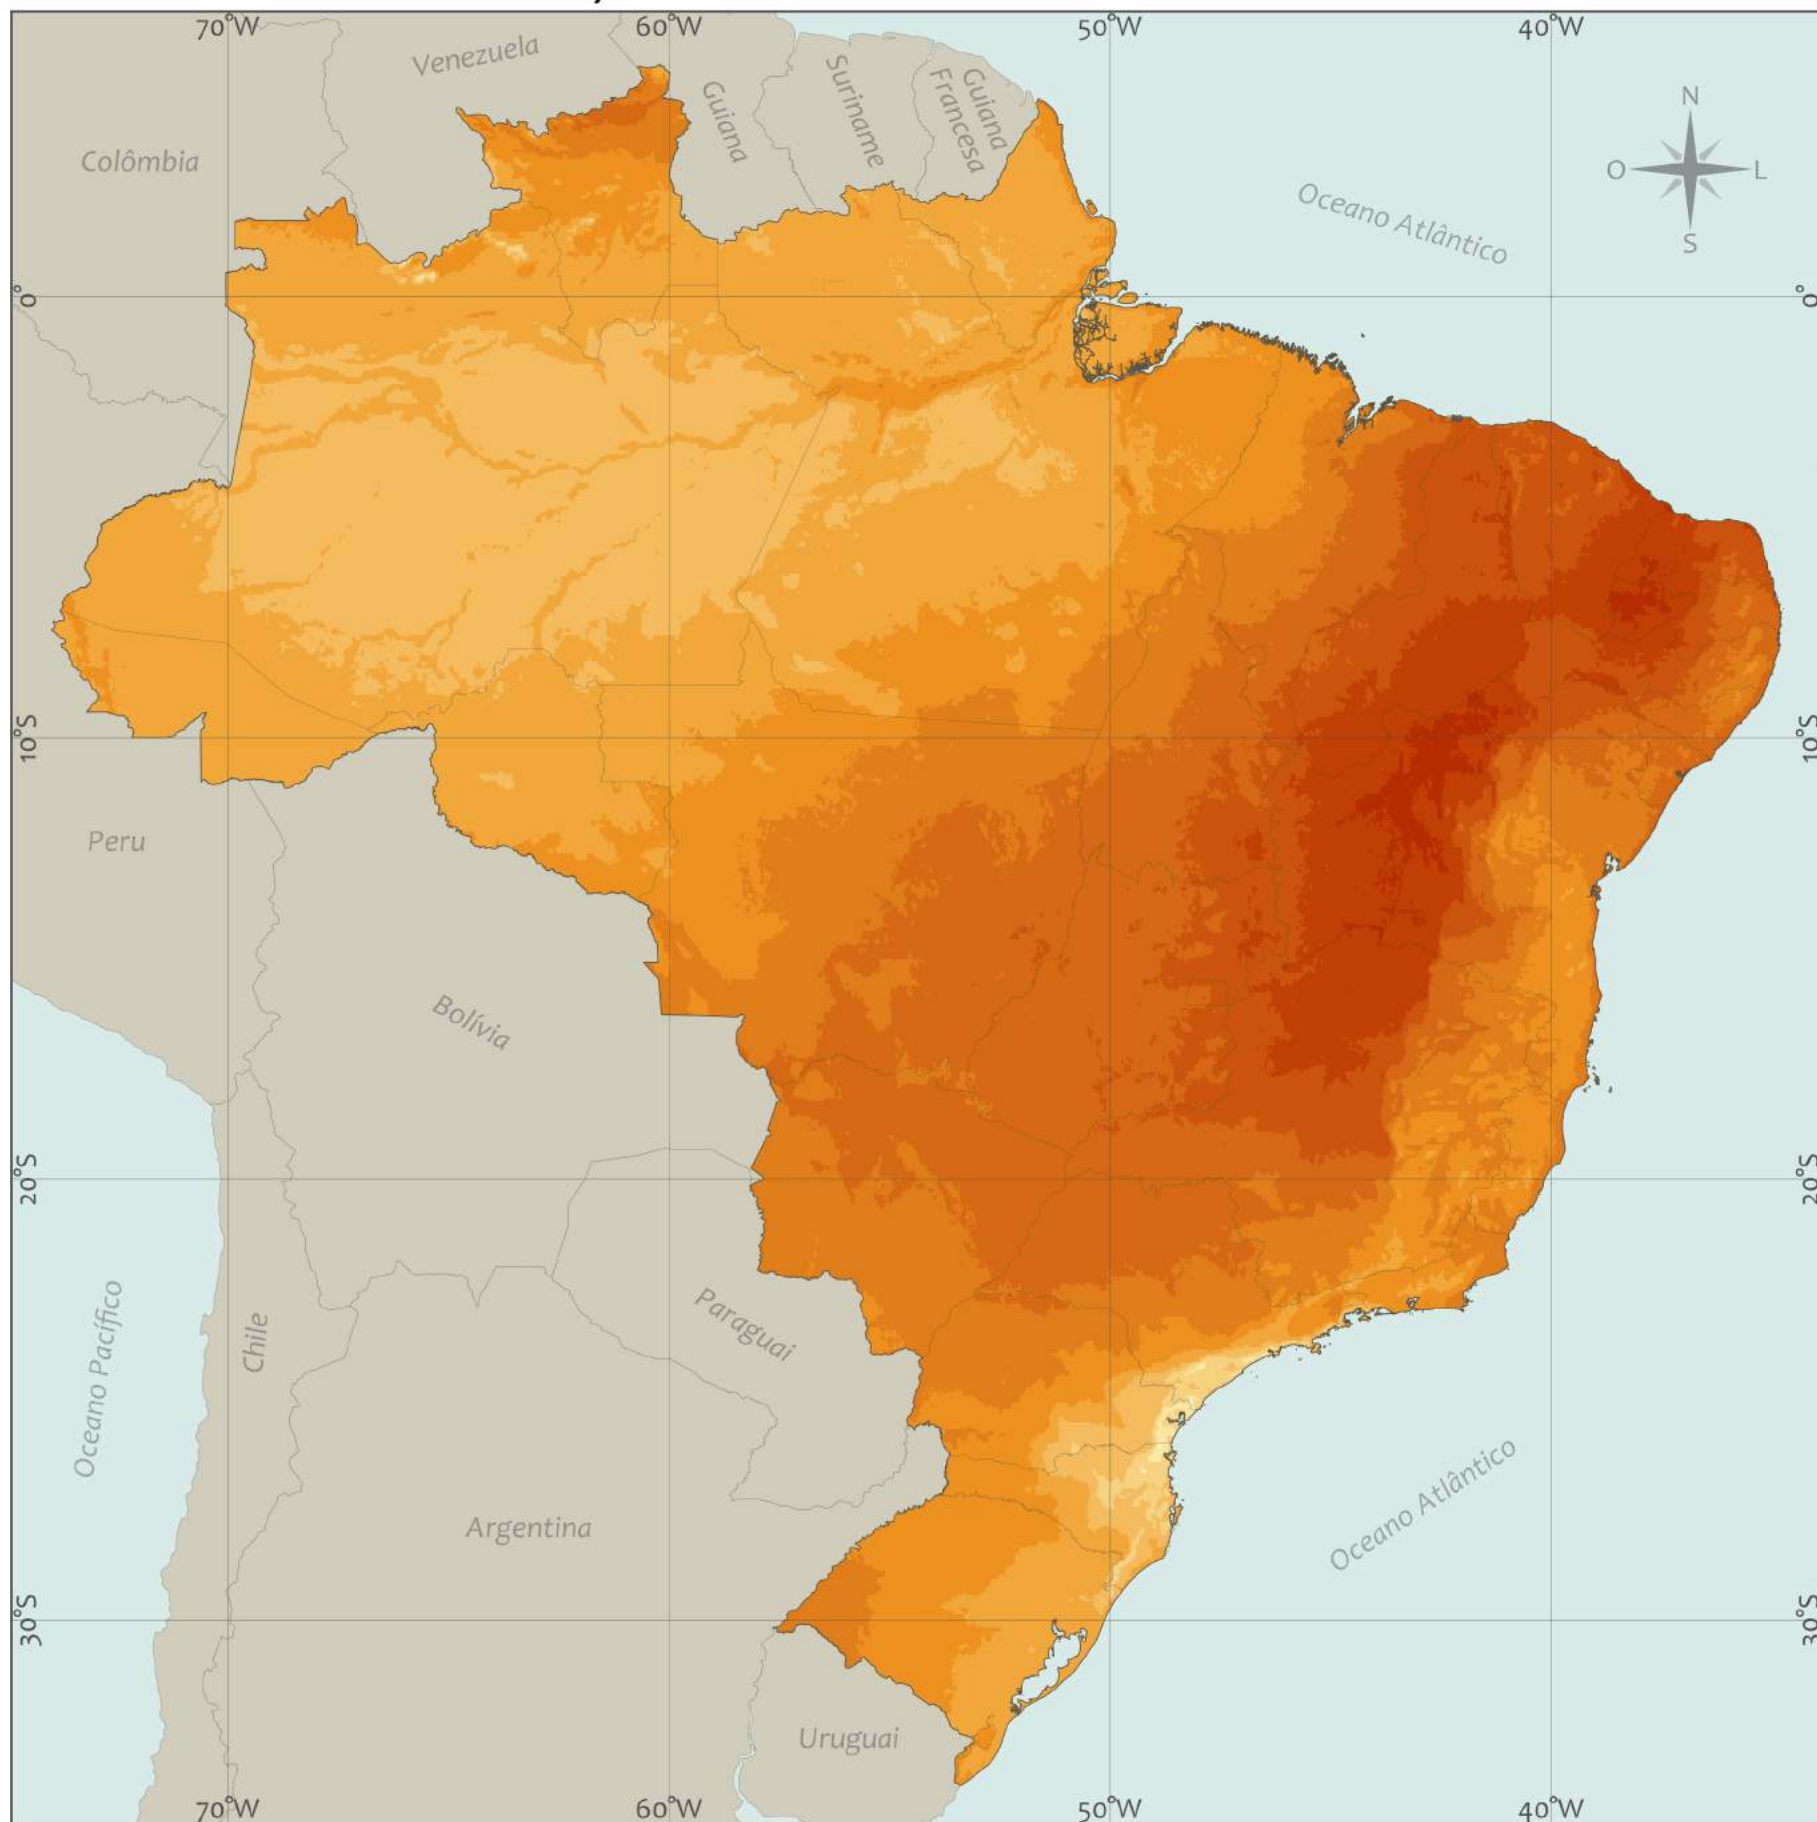 70°W 60°W 50°W 40°W
Venezuela
Guiana
Suriname
Guiana
Francesa
Colômbia
N
O L
S
Oceano Atlântico
0° 0°
10°S 10°S
Peru
Bolívia
20°S 20°S
Oceano Pacífico
Chile
Paraguai
Argentina
Oceano Atlântico
30°S 30°S
Uruguai
70°W 60°W 50°W 40°W